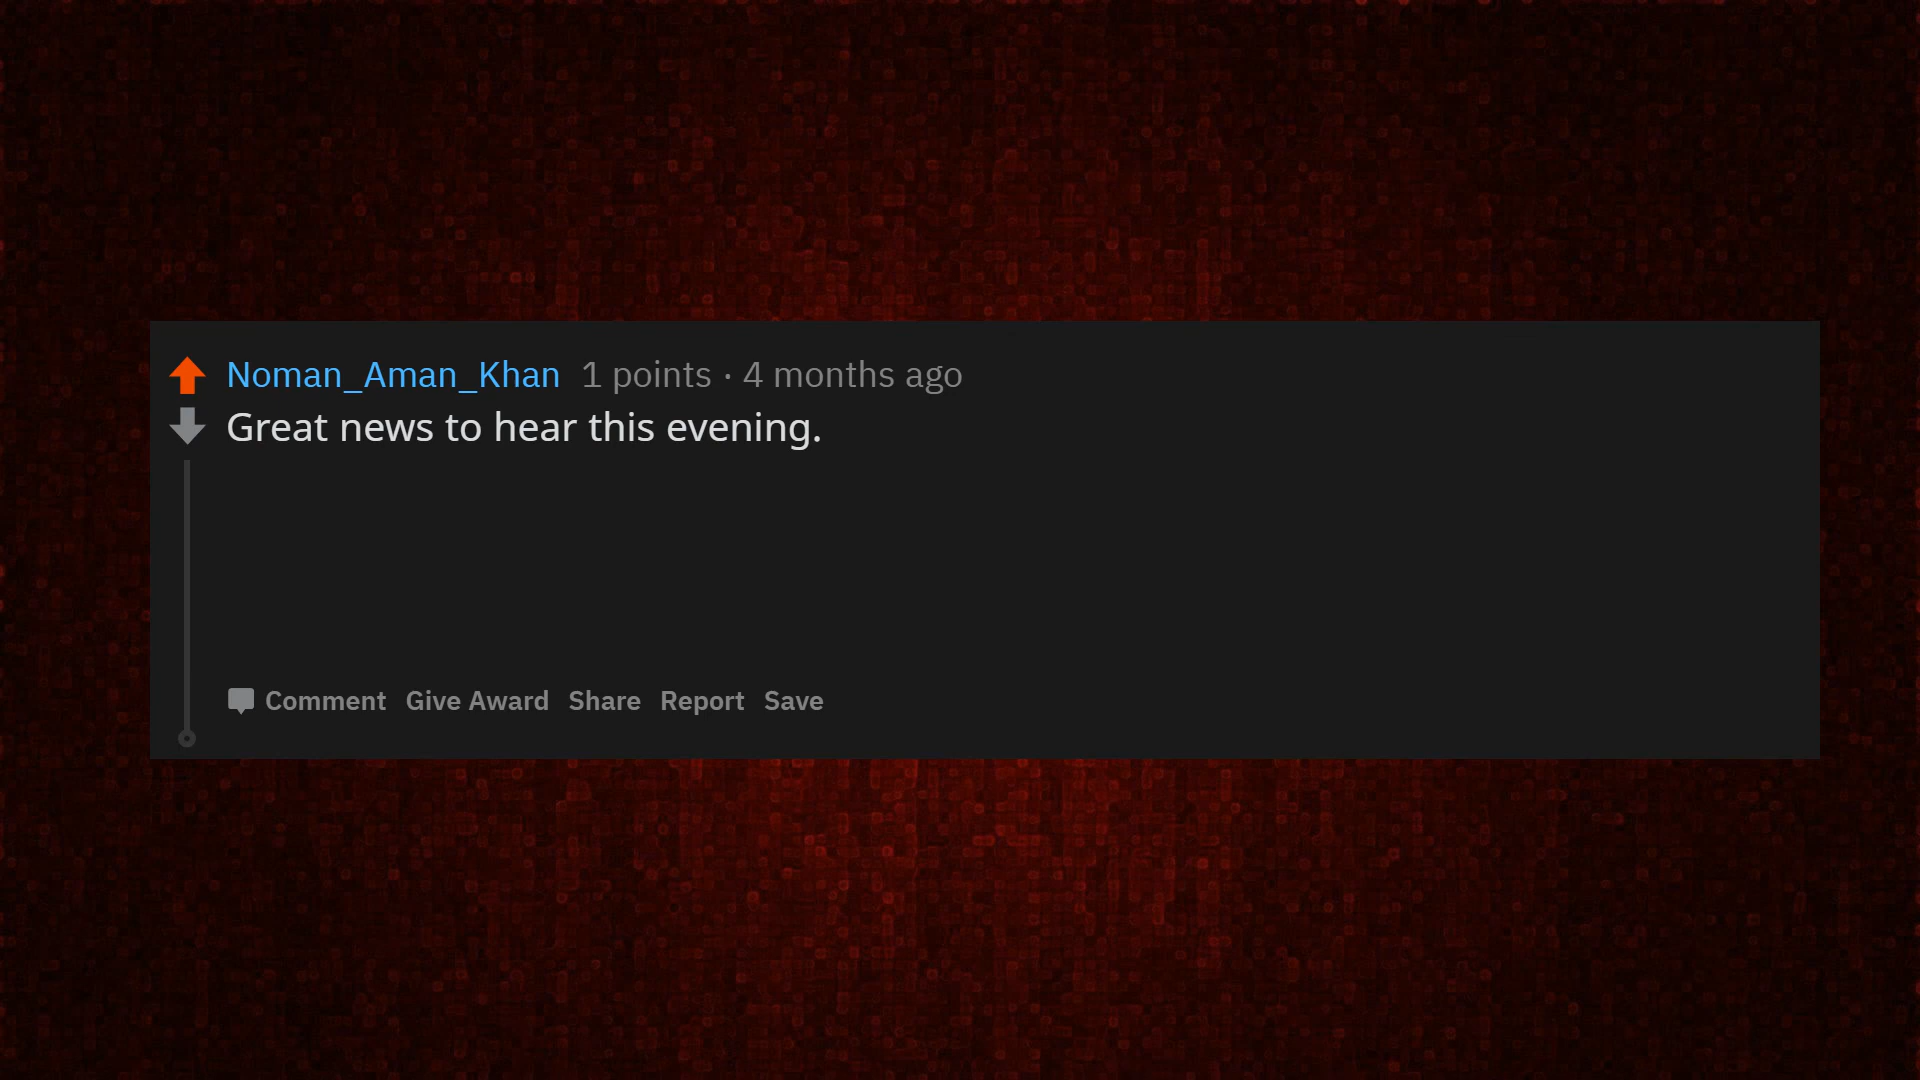 Noman_Aman_Khan 1 points · 4 months ago
Great news to hear this evening.
Comment Give Award Share Report Save